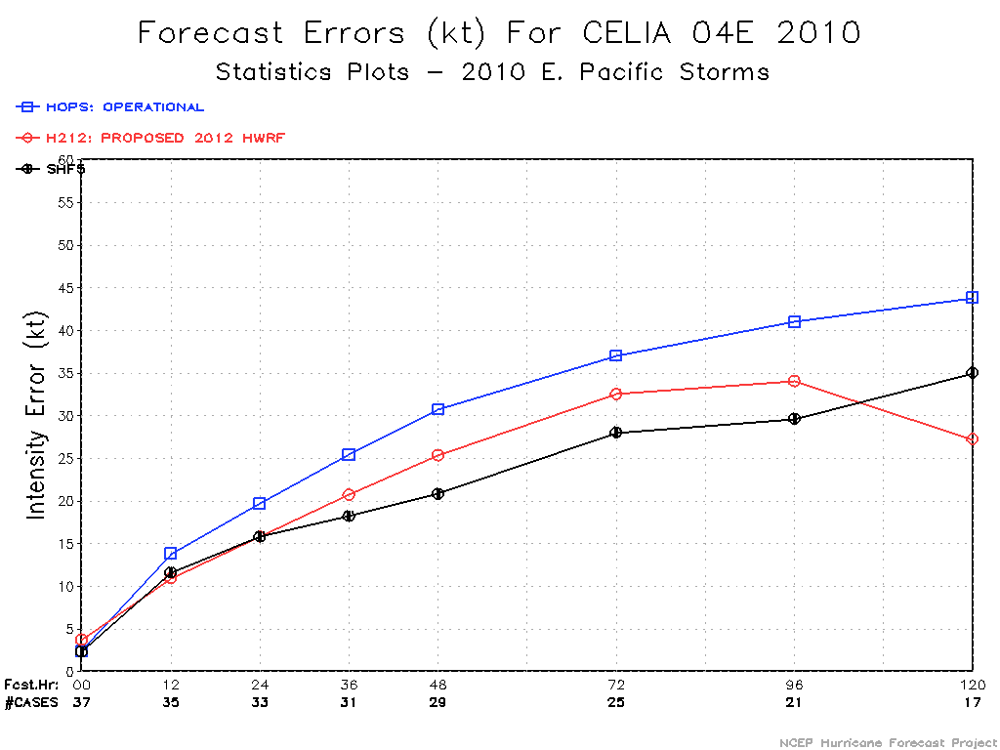 Forecast Errors (kt) For CELIA 04E 2010
Statistics Plots - 2010 E. Pacific Storms
HOPS: OPERATIONAL
H212: PROPOSED 2012 HWRF
SHF5
60
55
50
45
40
35
30
25
20
15
10
5
0
Intensity Error (kt)
Fcst.Hr: 00 12 24 36 48 72 96 120
#CASES 37 35 33 31 29 25 21 17
NCEP Hurricane Forecast Project